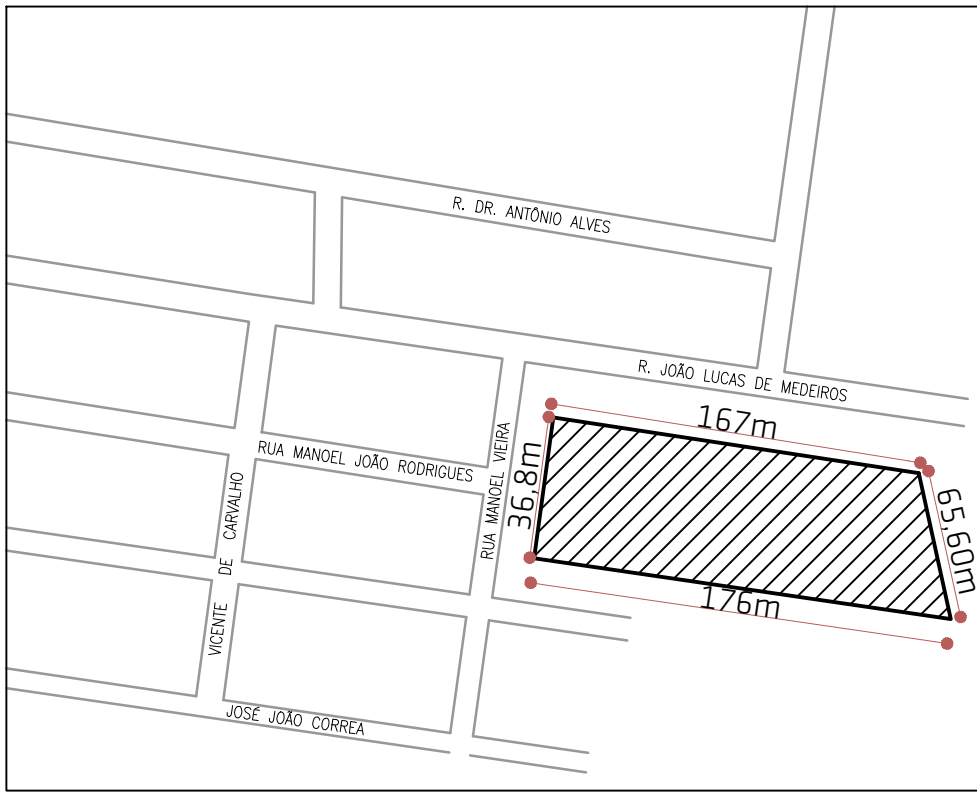 R. DR. ANTÔNIO ALVES
R. JOÃO LUCAS DE MEDEIROS
167m
RUA MANOEL JOÃO RODRIGUES
RUA MANOEL VIEIRA
36,8m
65,60m
VICENTE DE CARVALHO
176m
JOSÉ JOÃO CORREA